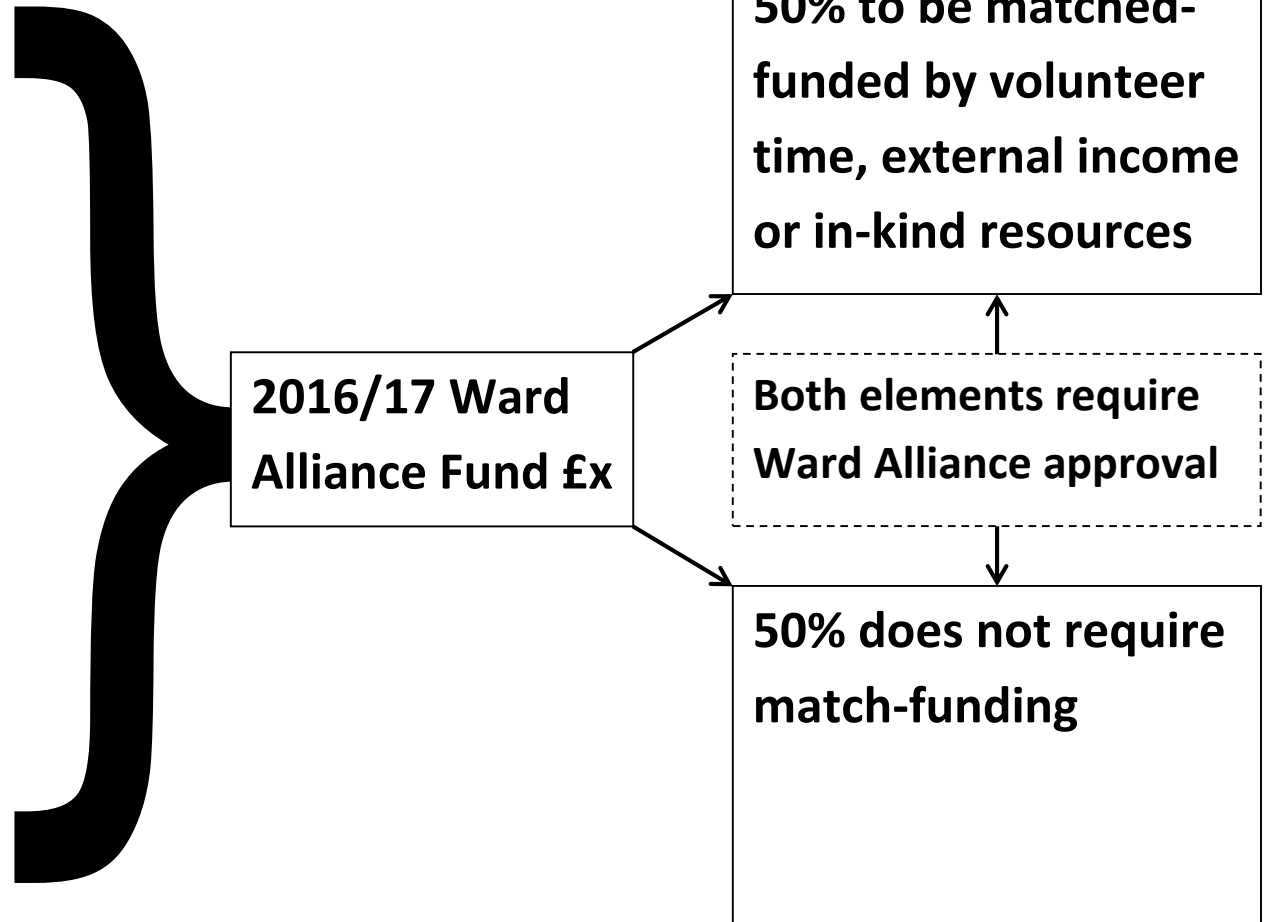 50% to be matched-
funded by volunteer
time, external income
or in-kind resources
2016/17 Ward
Alliance Fund £x
Both elements require
Ward Alliance approval
50% does not require
match-funding